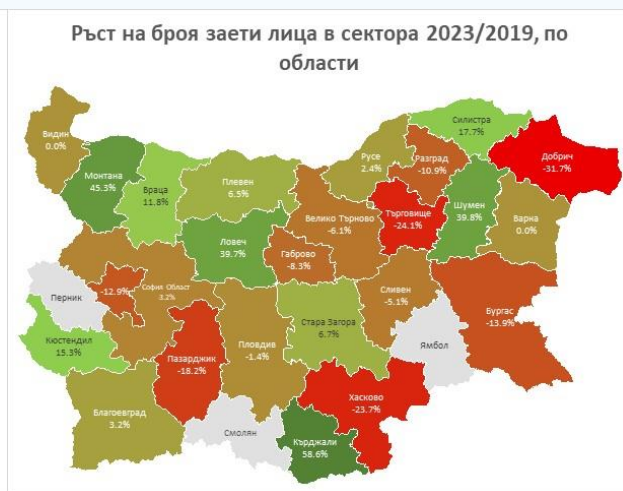 Ръст на броя заети лица в сектора 2023/2019, по
области
Видин
0.0%
Монтана
45.3%
Враца
11.8%
Плевен
6.5%
Ловеч
39.7%
Велико Търново
-6.1%
Габрово
-8.3%
Русе
2.4%
Разград
-10.9%
Силистра
17.7%
Добрич
-31.7%
Търговище
-24.1%
Шумен
39.8%
Варна
0.0%
Перник
-12.9%
София Област
3.2%
Кюстендил
15.3%
Пазарджик
-18.2%
Пловдив
-1.4%
Стара Загора
6.7%
Сливен
-5.1%
Бургас
-13.9%
Ямбол
Благоевград
3.2%
Смолян
Кърджали
58.6%
Хасково
-23.7%